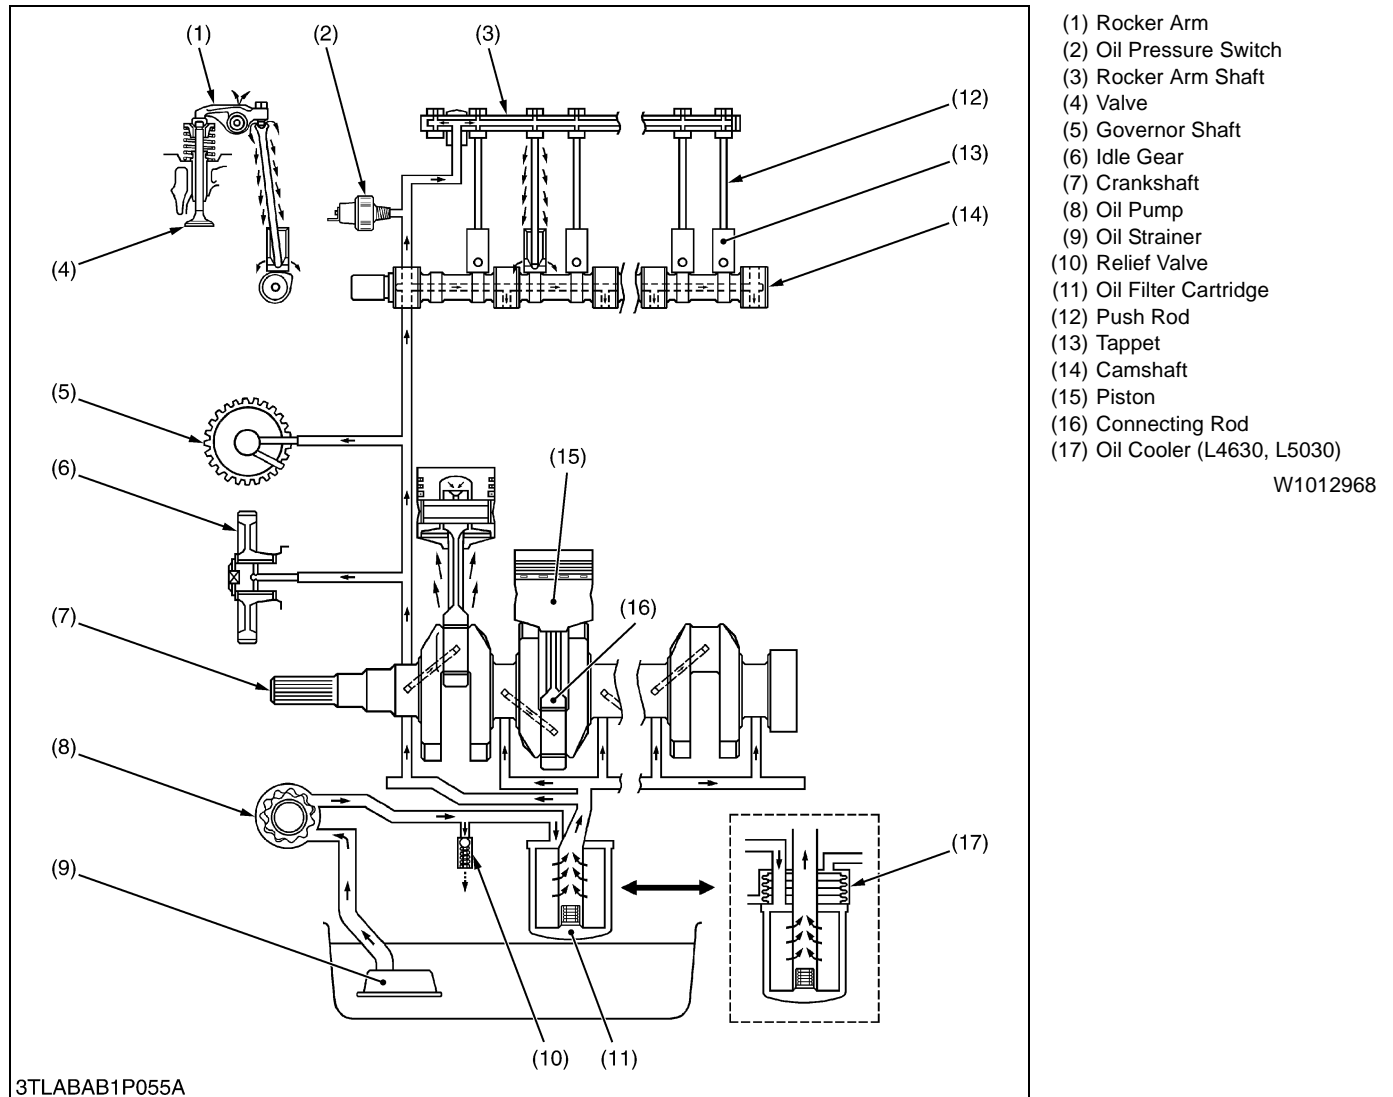 (1) (2) (3)
(12)
(13)
(14)
(4)
(5)
(6)
(15)
(16)
(7)
(8)
(9)
(17)
(10) (11)
3TLABAB1P055A
(1) Rocker Arm
(2) Oil Pressure Switch
(3) Rocker Arm Shaft
(4) Valve
(5) Governor Shaft
(6) Idle Gear
(7) Crankshaft
(8) Oil Pump
(9) Oil Strainer
(10) Relief Valve
(11) Oil Filter Cartridge
(12) Push Rod
(13) Tappet
(14) Camshaft
(15) Piston
(16) Connecting Rod
(17) Oil Cooler (L4630, L5030)
W1012968